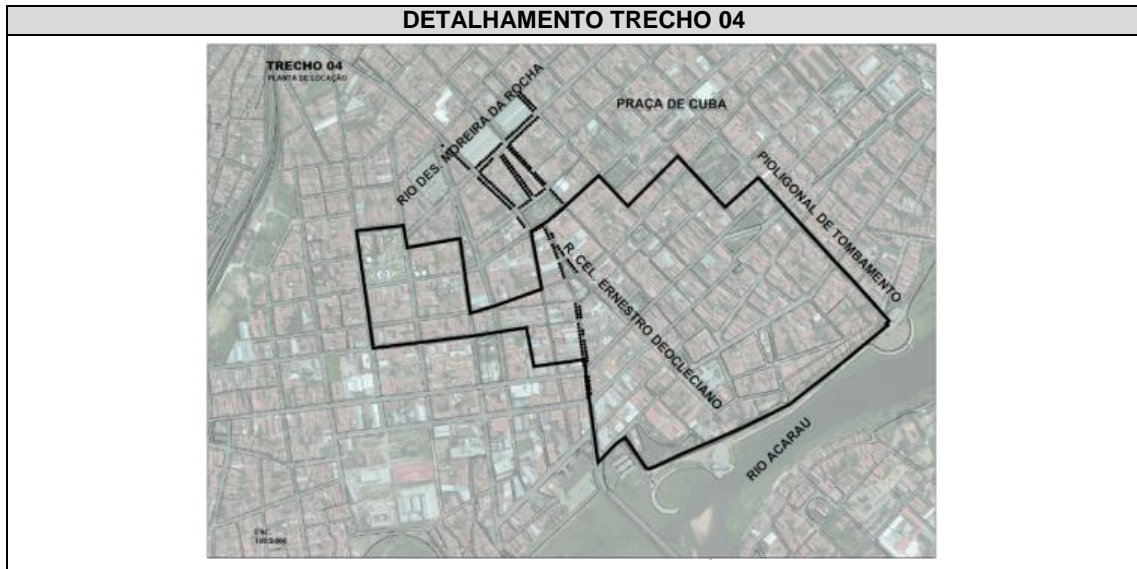 DETALHAMENTO TRECHO 04
TRECHO 04
PLANTA DE LOCAÇÃO
RIO DES. MOREIRA DA ROCHA
PRAÇA DE CUBA
PIOLIGONAL DE TOMBAMENTO
R. CEL. ERNESTRO DEOCLECIANO
RIO ACARAU